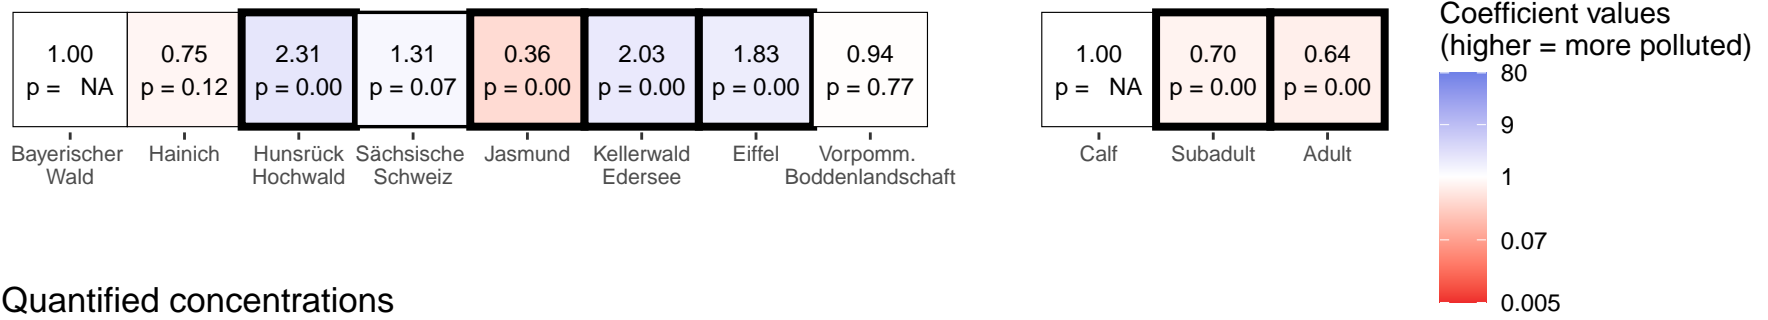 1.00 0.75 2.31 1.31 0.36 2.03 1.83 0.94
p = NA p = 0.12 p = 0.00 p = 0.07 p = 0.00 p = 0.00 p = 0.00 p = 0.77
Bayerischer Hainich Hunsrück Sächsische Jasmund Kellerwald Eiffel Vorpomm.
Wald Hochwald Schweiz Edersee Boddenlandschaft
1.00 0.70 0.64
p = NA p = 0.00 p = 0.00
Calf Subadult Adult
Coefficient values
(higher = more polluted)
80
9
1
0.07
0.005
Quantified concentrations